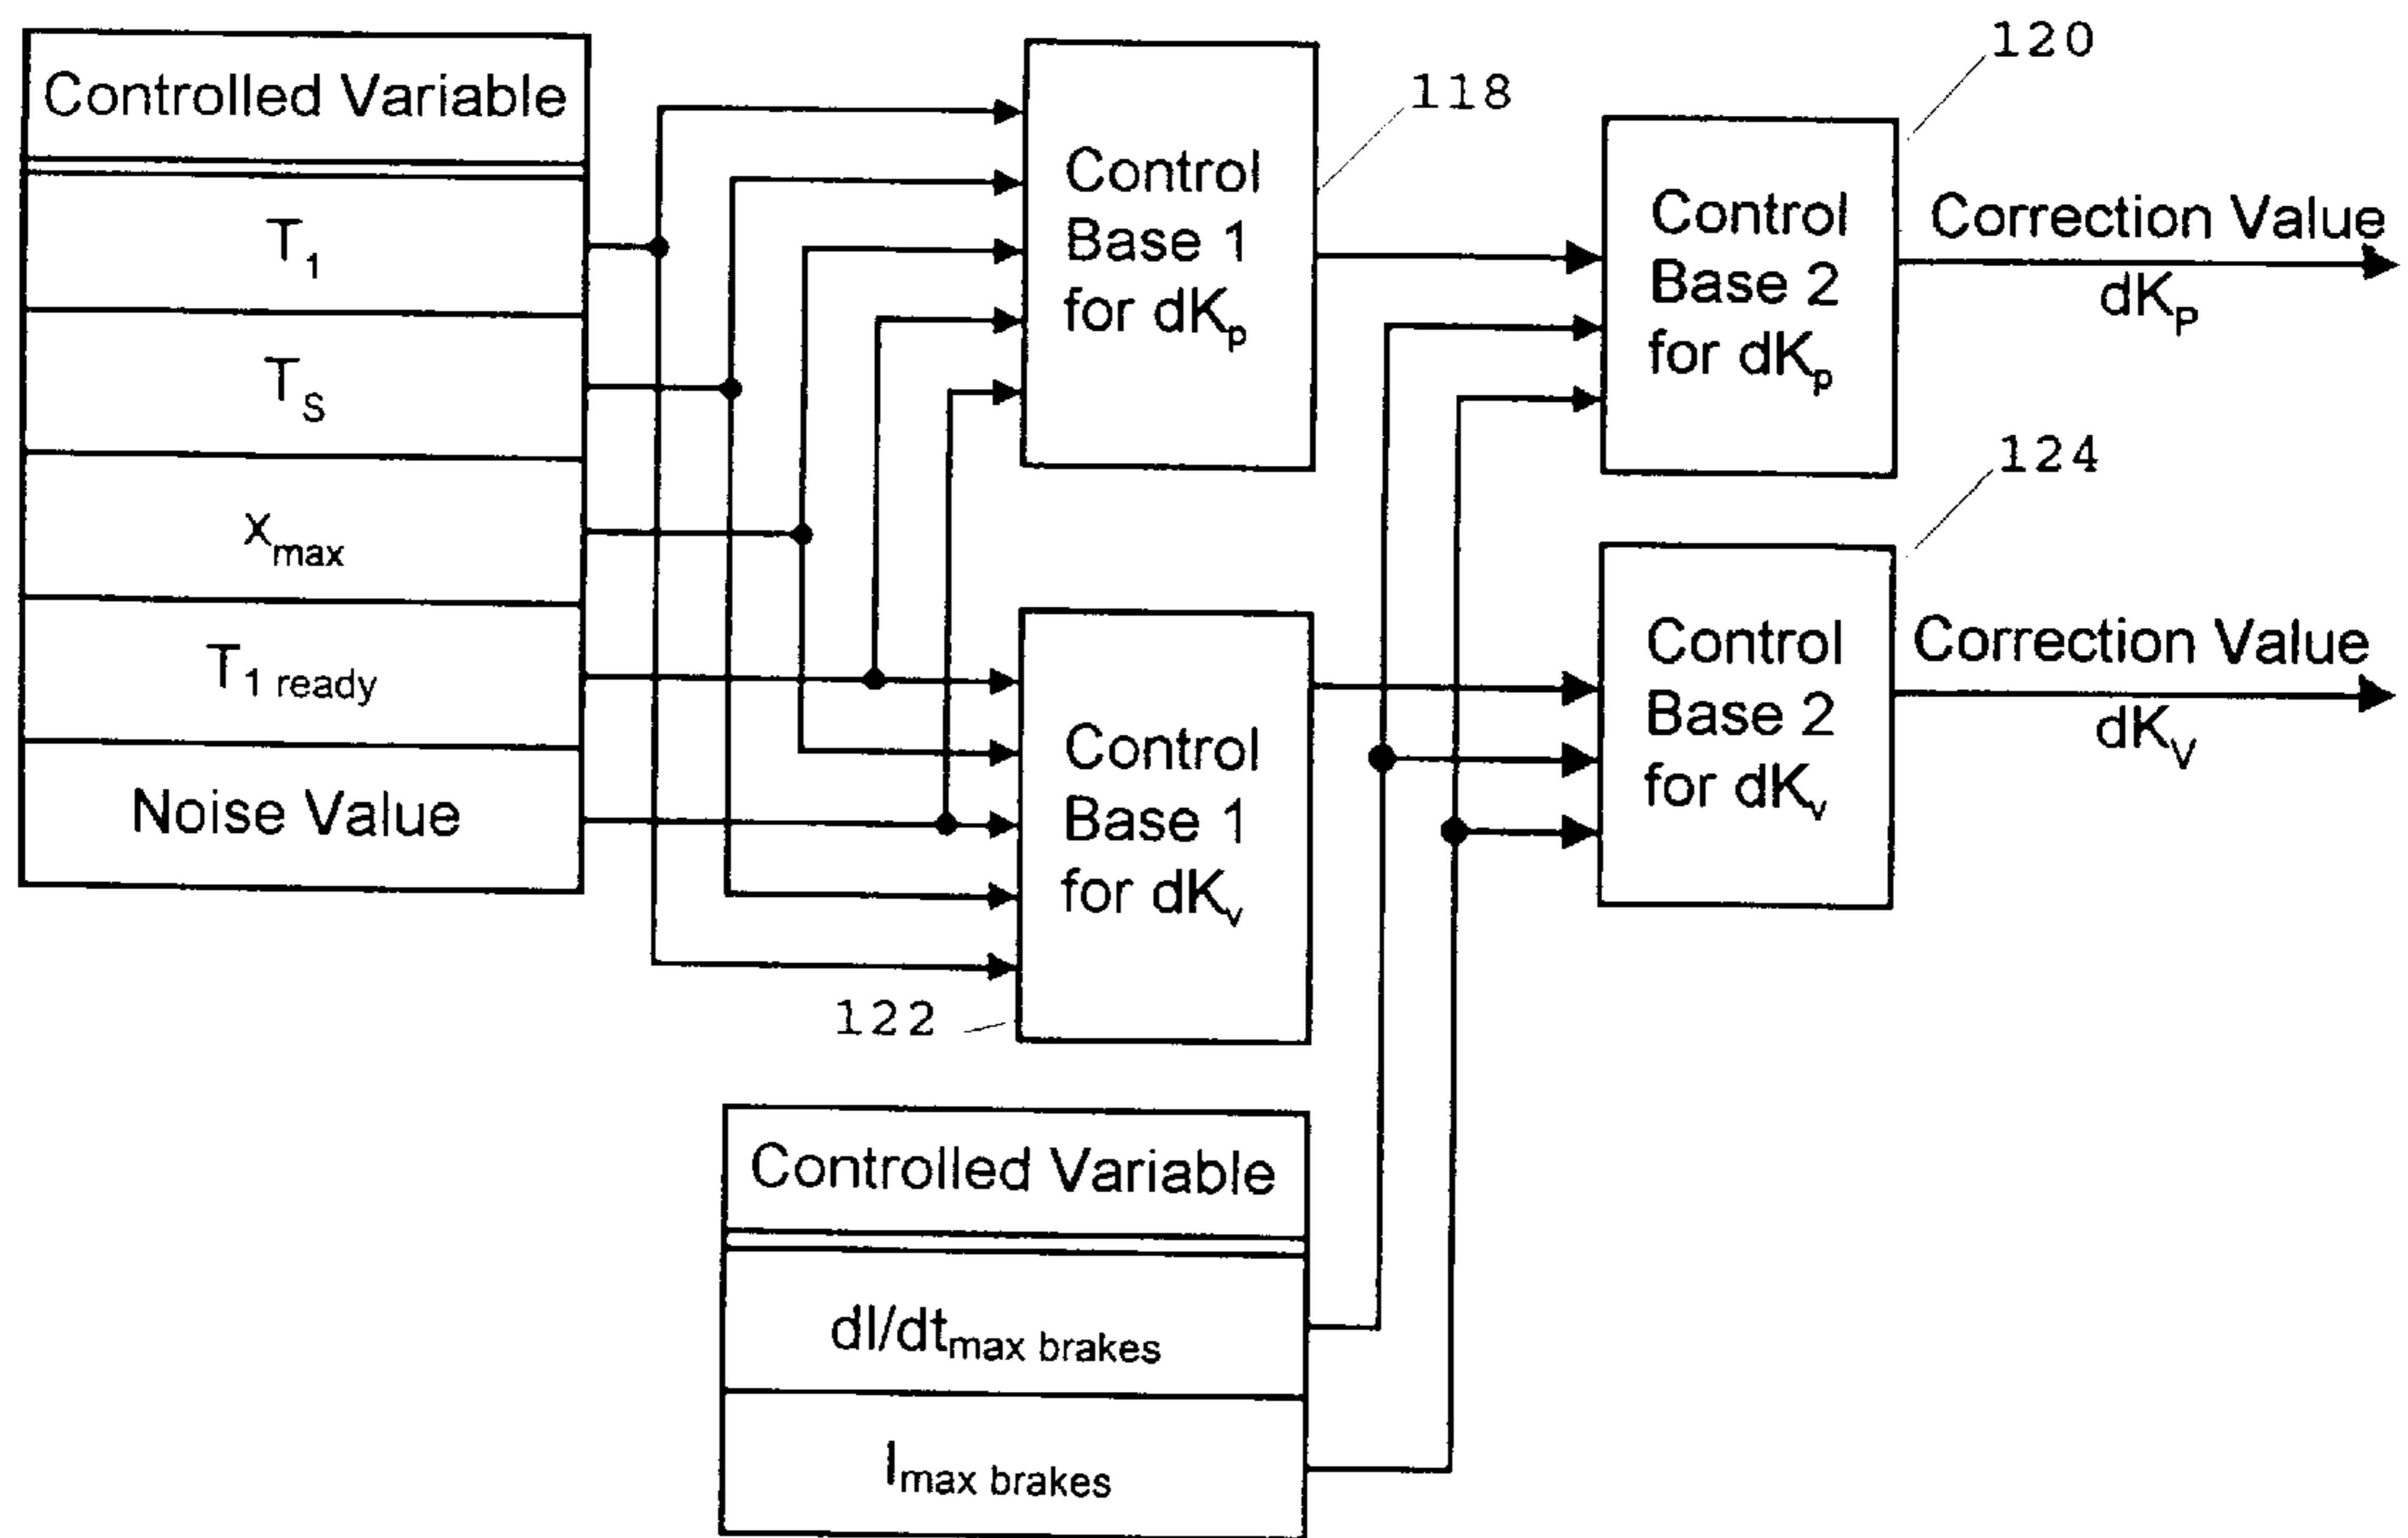 Controlled Variable
T1
TS
xmax
T1 ready
Noise Value
Control
Base 1
for dKp
118
Control
Base 2
for dKp
120
Correction Value
dKP
Control
Base 1
for dKv
122
Control
Base 2
for dKv
124
Correction Value
dKV
Controlled Variable
dI/dtmax brakes
Imax brakes